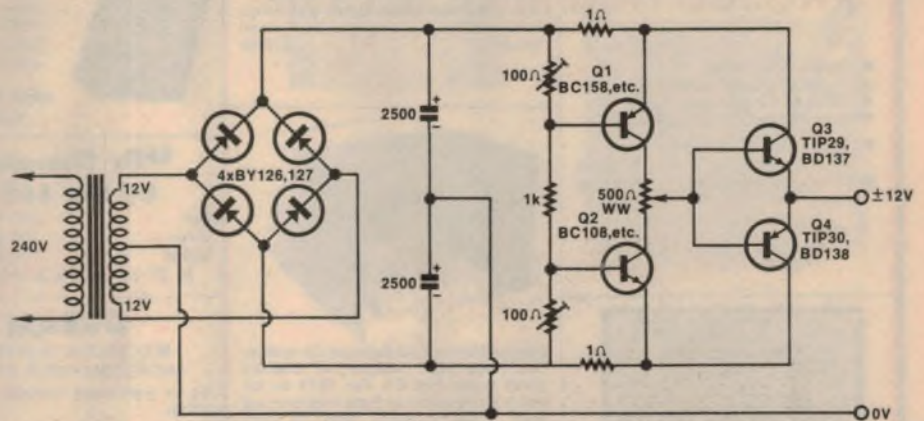 1Ω
100Ω
Q1
BC158,etc.
2500
+
−
Q3
TIP29,
BD137
4xBY126,127
12V
240V
12V
1k
500Ω
WW
±12V
Q2
BC108,etc.
Q4
TIP30,
BD138
2500
+
−
100Ω
1Ω
0V